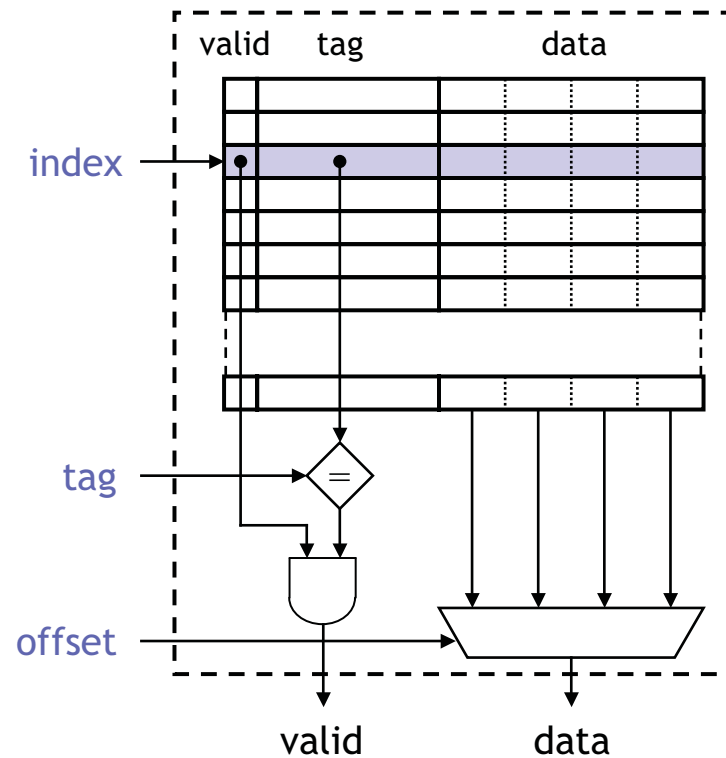 valid tag data
index
tag
=
offset
valid data